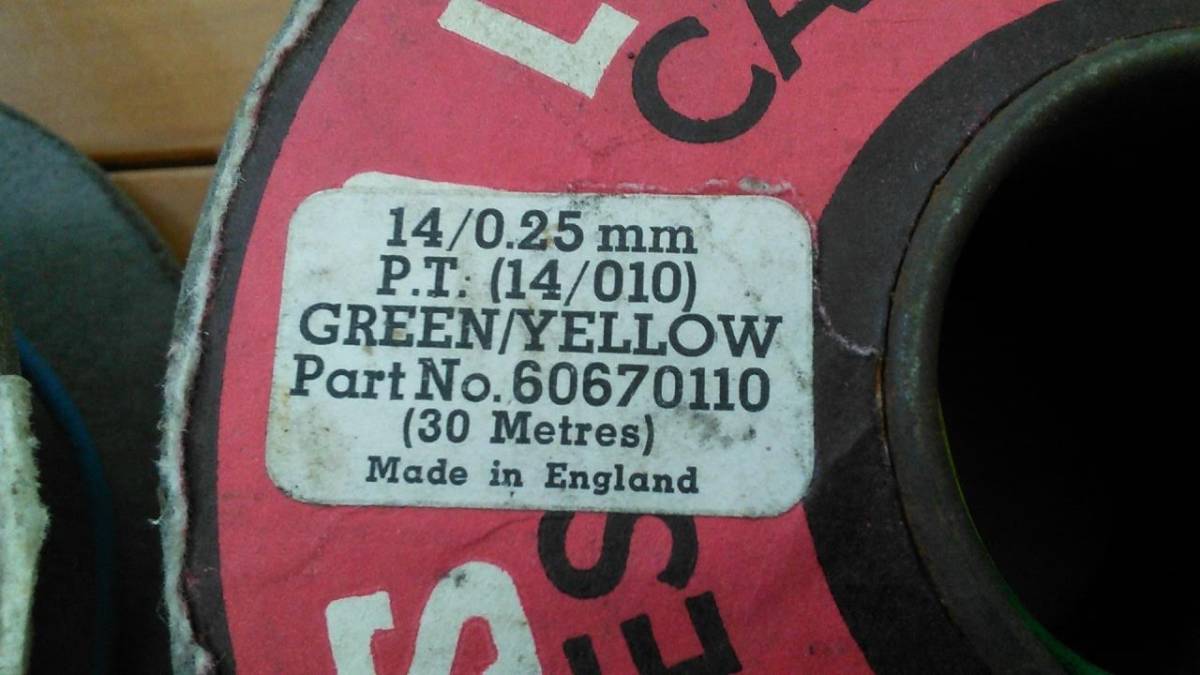 14/0.25 mm
P.T. (14/010)
GREEN/YELLOW
Part No. 60670110
(30 Metres)
Made in England